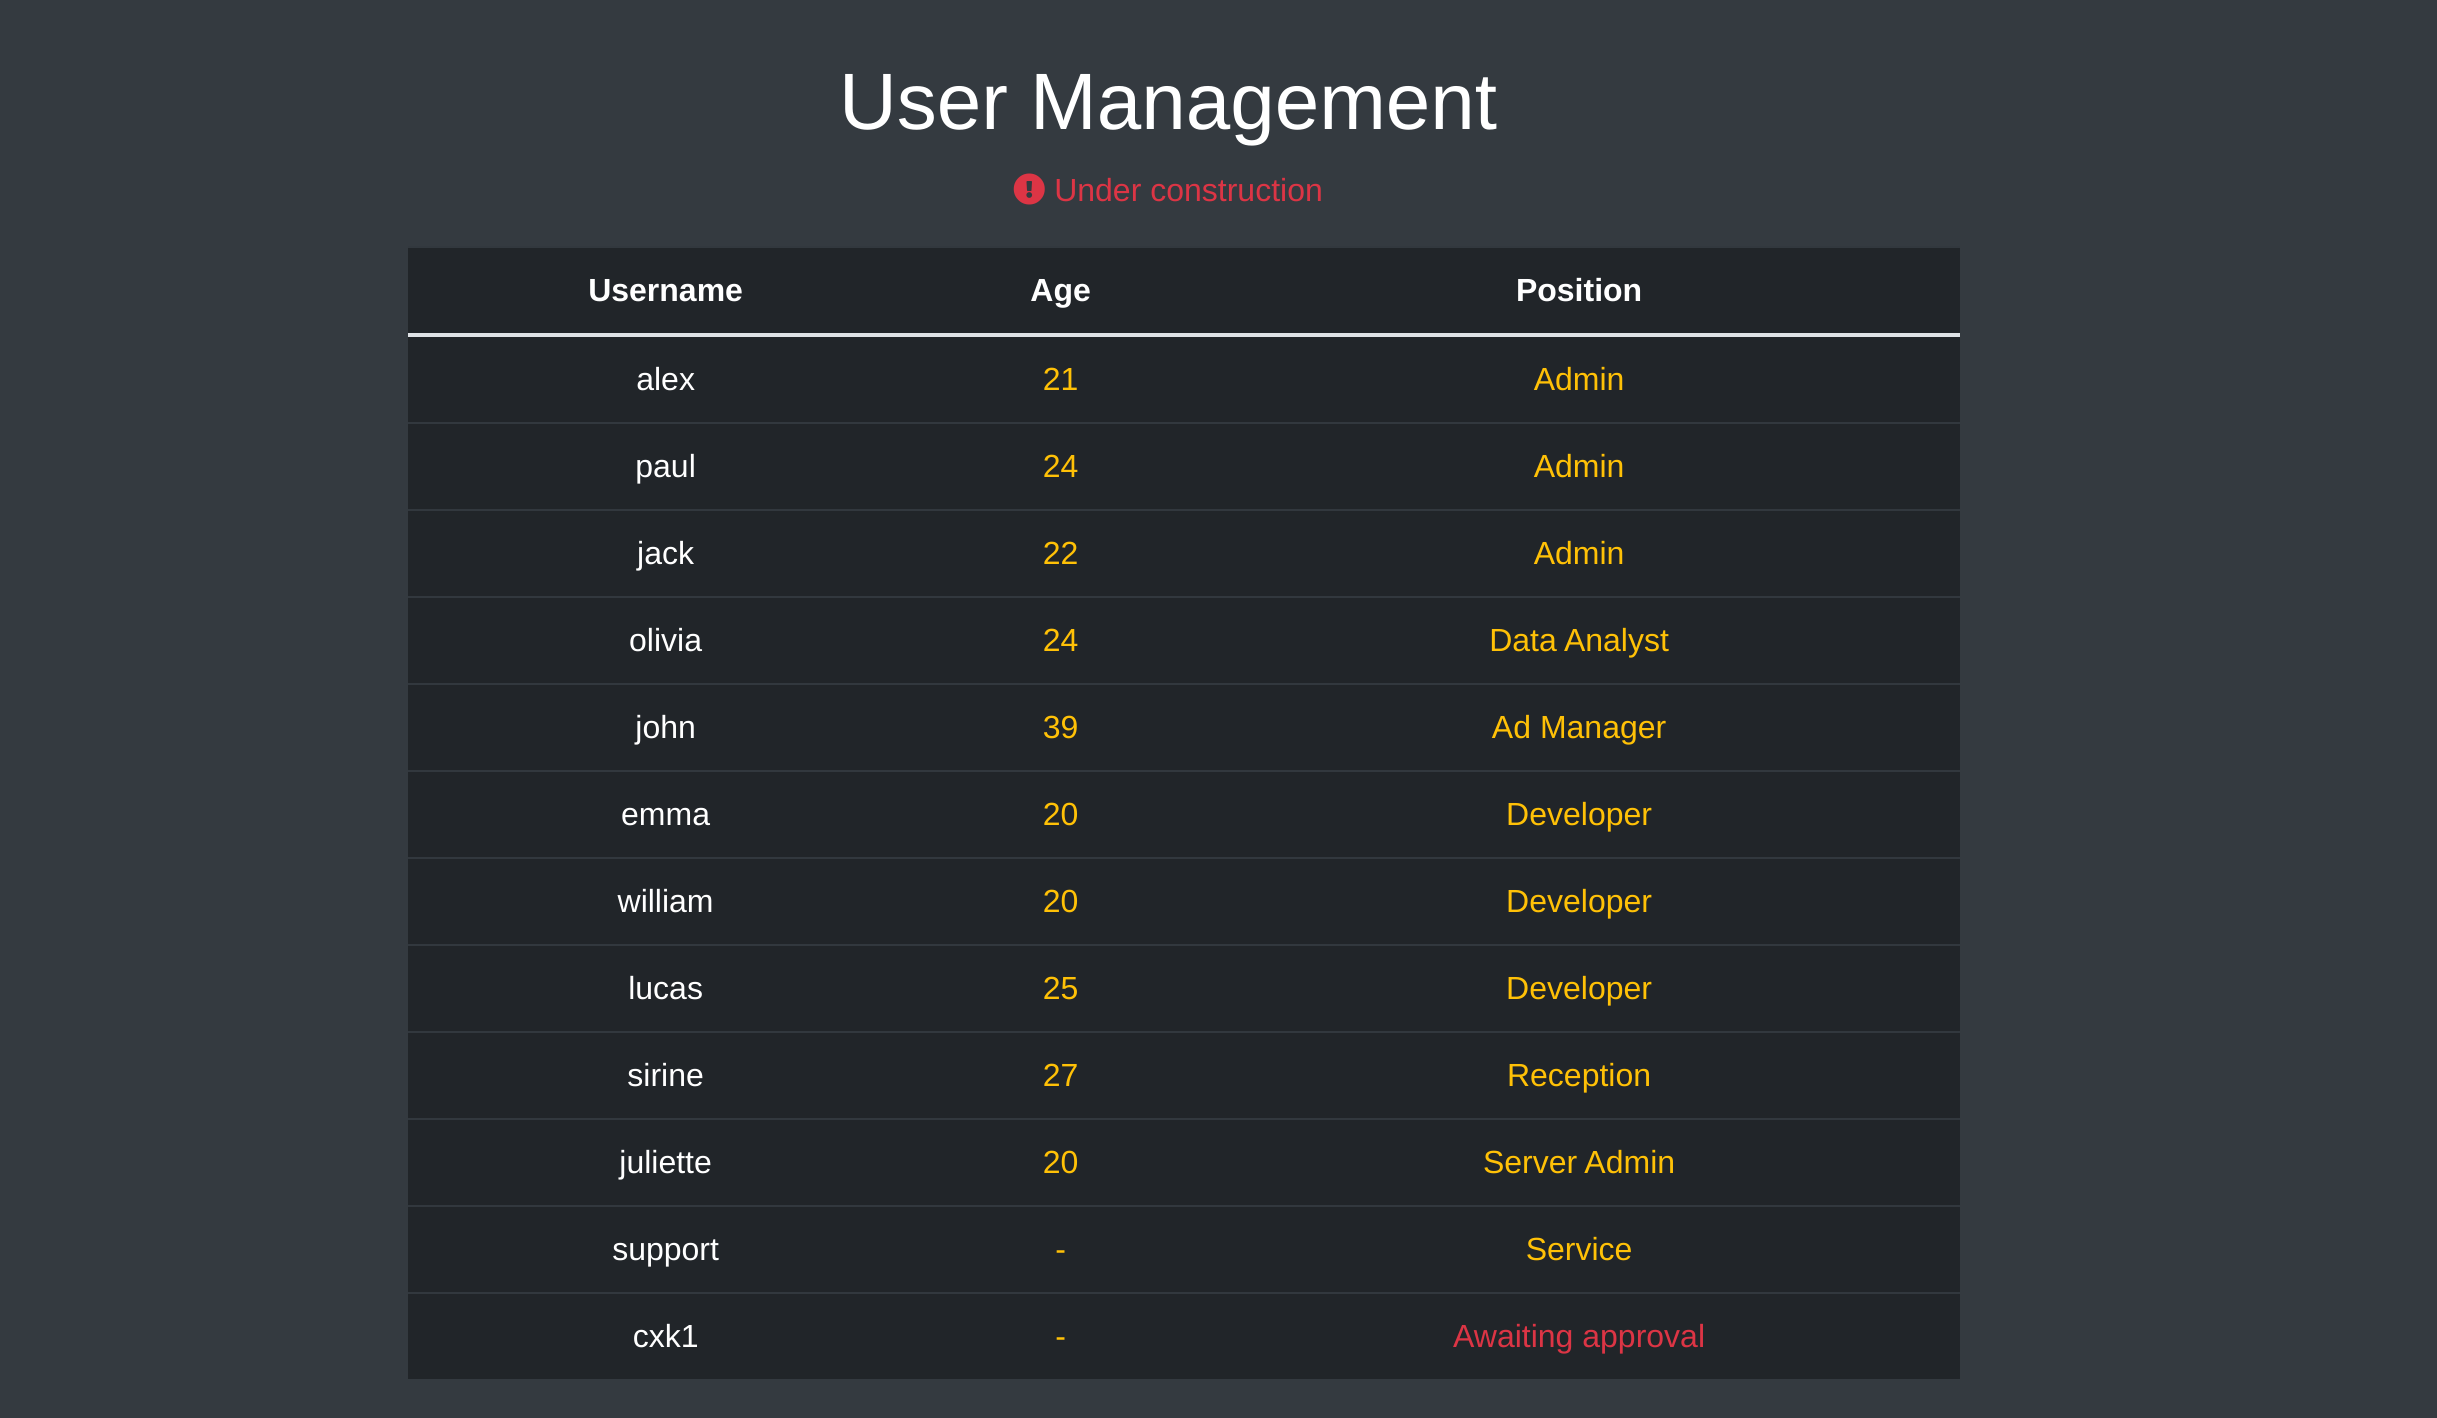 User Management
Under construction
Username Age Position
alex 21 Admin
paul 24 Admin
jack 22 Admin
olivia 24 Data Analyst
john 39 Ad Manager
emma 20 Developer
william 20 Developer
lucas 25 Developer
sirine 27 Reception
juliette 20 Server Admin
support - Service
cxk1 - Awaiting approval